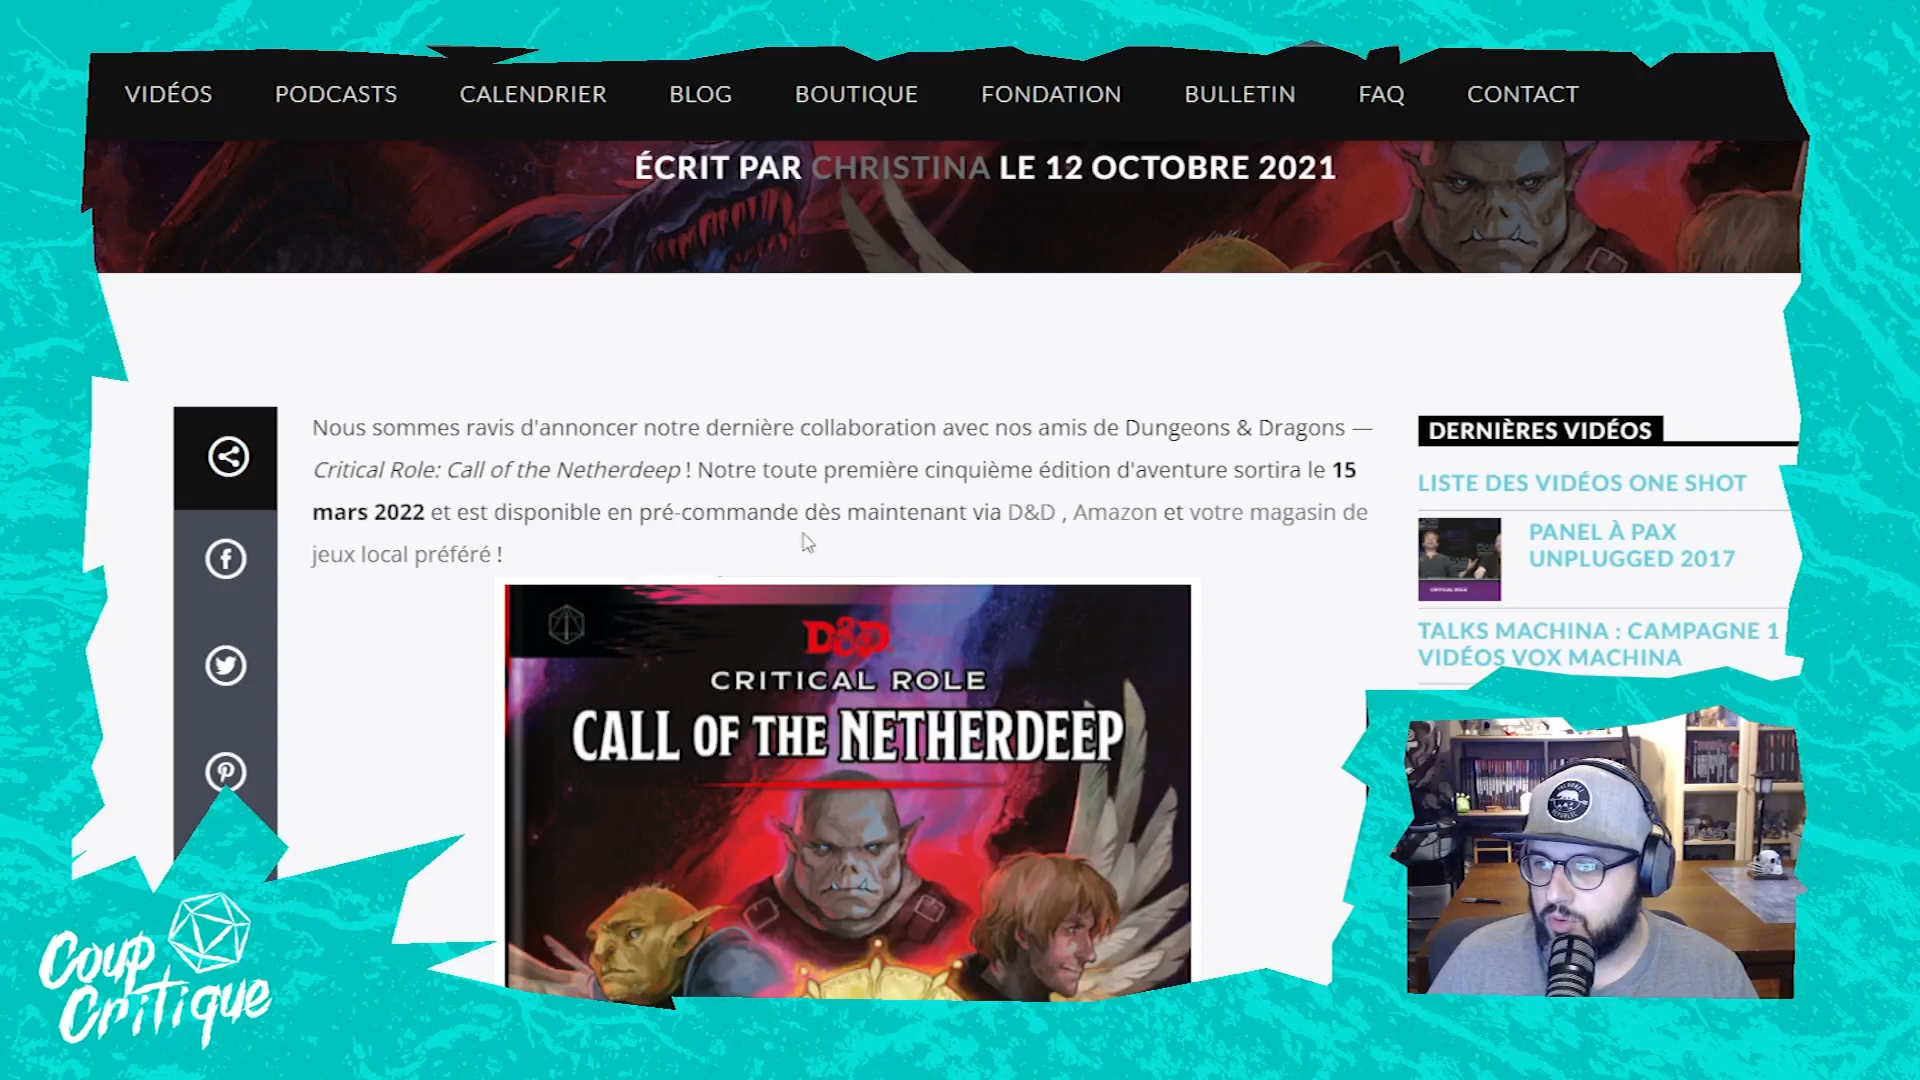 VIDÉOS PODCASTS CALENDRIER BLOG BOUTIQUE FONDATION BULLETIN FAQ CONTACT
ÉCRIT PAR CHRISTINA LE 12 OCTOBRE 2021
Nous sommes ravis d'annoncer notre dernière collaboration avec nos amis de Dungeons & Dragons —
Critical Role: Call of the Netherdeep ! Notre toute première cinquième édition d'aventure sortira le 15
mars 2022 et est disponible en pré-commande dès maintenant via D&D , Amazon et votre magasin de
jeux local préféré !
D&D
CRITICAL ROLE
CALL OF THE NETHERDEEP
DERNIÈRES VIDÉOS
LISTE DES VIDÉOS ONE SHOT
PANEL À PAX
UNPLUGGED 2017
TALKS MACHINA : CAMPAGNE 1
VIDÉOS VOX MACHINA
Coup
Critique